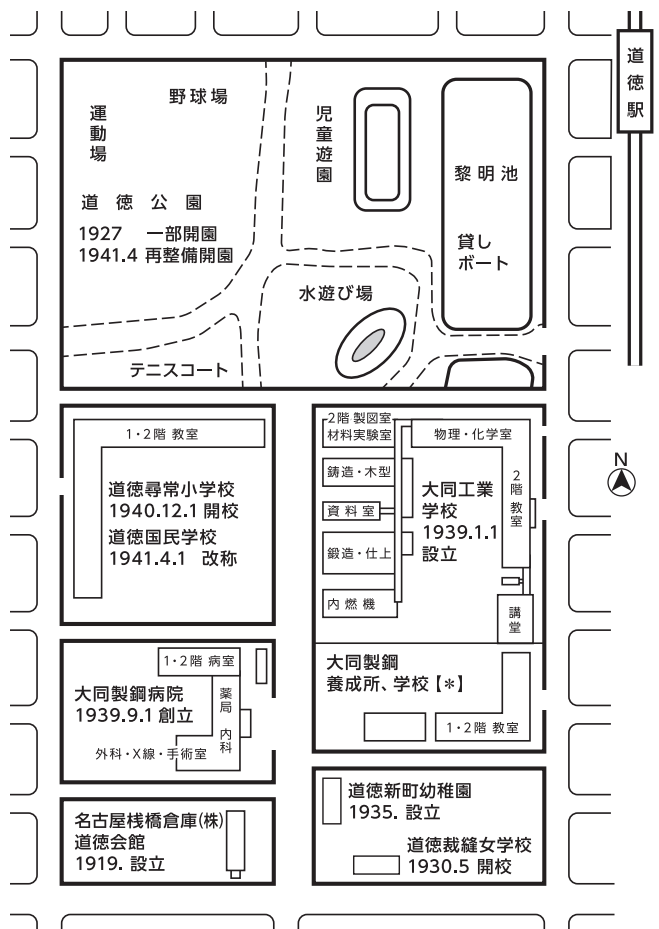 道徳駅
野球場
運動場
児童遊園
黎明池
貸し
ボート
道徳公園
1927 一部開園
1941.4 再整備開園
水遊び場
テニスコート
N
1・2階 教室
道徳尋常小学校
1940.12.1 開校
道徳国民学校
1941.4.1 改称
2階 製図室
材料実験室
物理・化学室
鋳造・木型
資料室
鍛造・仕上
内燃機
大同工業
学校
1939.1.1
設立
2階 教室
講堂
1・2階 病室
大同製鋼病院
1939.9.1 創立
薬局 内科
外科・X線・手術室
大同製鋼
養成所、学校【*】
1・2階 教室
名古屋桟橋倉庫(株)
道徳会館
1919. 設立
道徳新町幼稚園
1935. 設立
道徳裁縫女学校
1930.5 開校